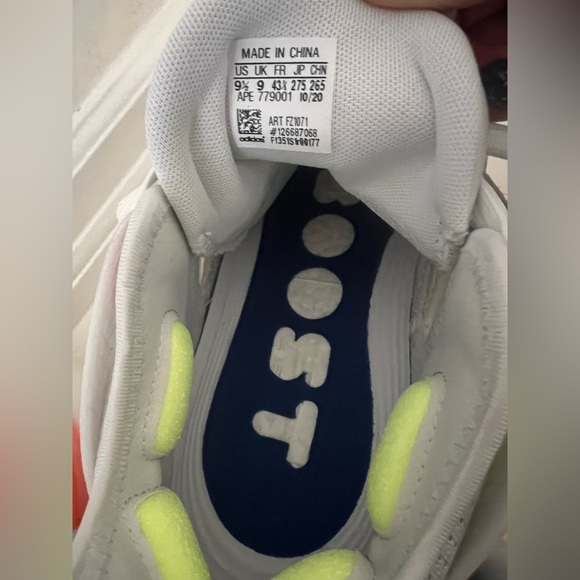 MADE IN CHINA
US UK FR JP CHN
9½ 9 43⅓ 275 265
APE 779001 10/20
ART FZ1071
#126687068
adidas
BOOST